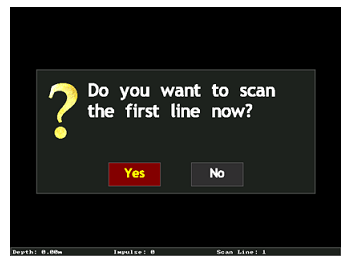 Do you want to scan
the first line now?
Yes No
Depth: 0.00m Impulse: 0 Scan Line: 1